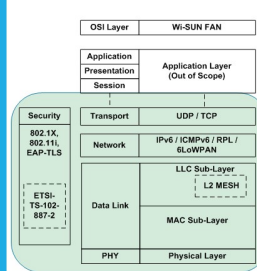 OSI Layer
Wi-SUN FAN
Application
Presentation
Session
Application Layer
(Out of Scope)
Security
Transport
UDP / TCP
802.1X,
802.11i,
EAP-TLS
ETSI-
TS-102-
887-2
Network
IPv6 / ICMPv6 / RPL /
6LoWPAN
Data Link
LLC Sub-Layer
L2 MESH
MAC Sub-Layer
PHY
Physical Layer